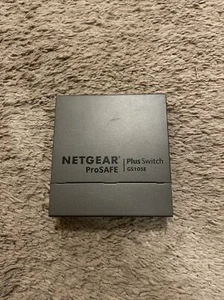 NETGEAR
ProSAFE
Plus Switch
GS105E